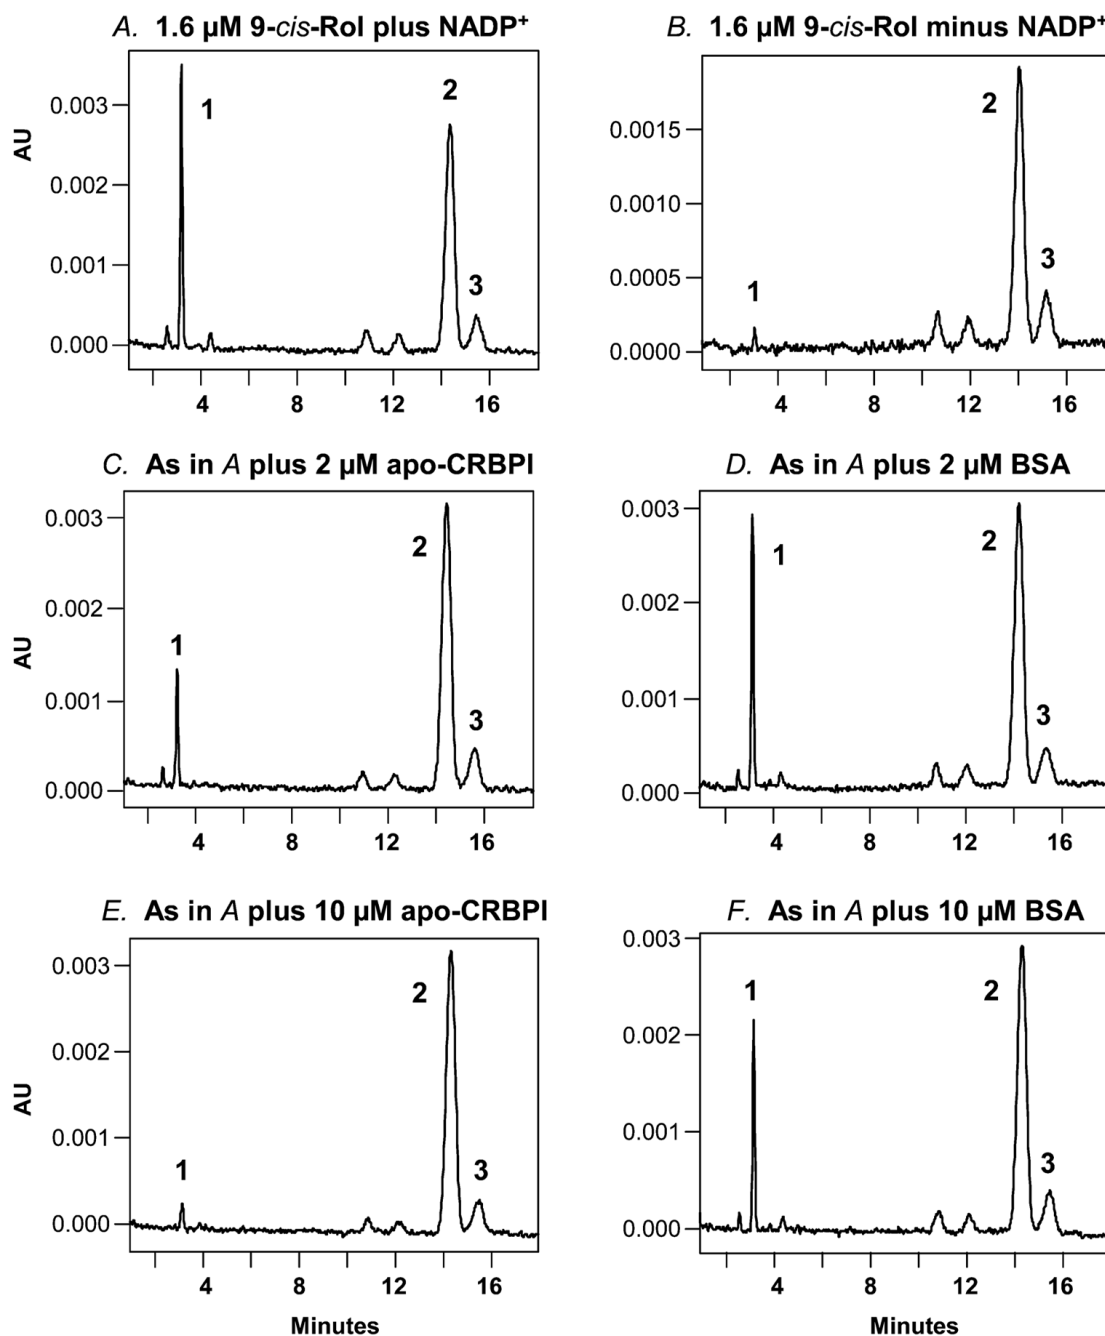 A. 1.6 µM 9-cis-Rol plus NADP⁺
AU
0.003
0.002
0.001
0.000
1
2
3
4 8 12 16
B. 1.6 µM 9-cis-Rol minus NADP⁺
0.0015
0.0010
0.0005
0.0000
1
2
3
4 8 12 16
C. As in A plus 2 µM apo-CRBPI
AU
0.003
0.002
0.001
0.000
1
2
3
4 8 12 16
D. As in A plus 2 µM BSA
0.003
0.002
0.001
0.000
1
2
3
4 8 12 16
E. As in A plus 10 µM apo-CRBPI
AU
0.003
0.002
0.001
0.000
1
2
3
4 8 12 16
Minutes
F. As in A plus 10 µM BSA
0.003
0.002
0.001
0.000
1
2
3
4 8 12 16
Minutes